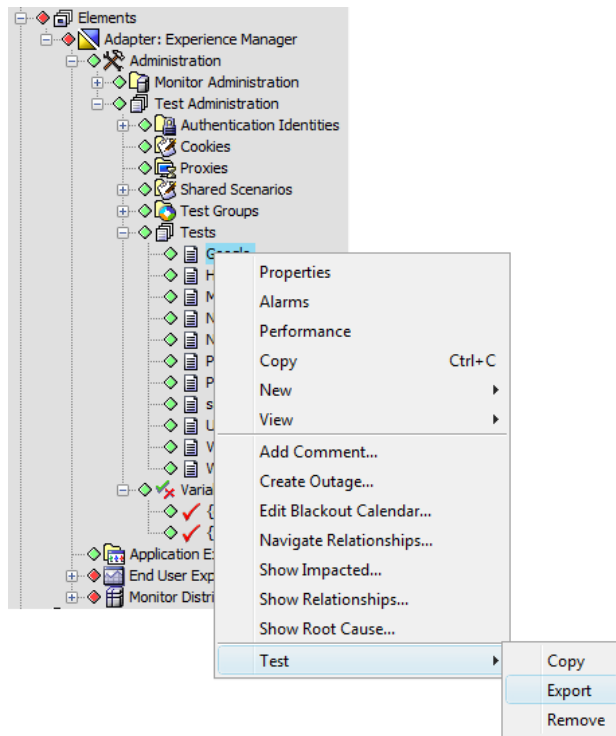 Elements
Adapter: Experience Manager
Administration
Monitor Administration
Test Administration
Authentication Identities
Cookies
Proxies
Shared Scenarios
Test Groups
Tests
Google
H
M
N
N
P
P
s
U
V
V
Varia
{
{
Application E
End User Exp
Monitor Distri
Properties
Alarms
Performance
Copy Ctrl+C
New
View
Add Comment...
Create Outage...
Edit Blackout Calendar...
Navigate Relationships...
Show Impacted...
Show Relationships...
Show Root Cause...
Test
Copy
Export
Remove